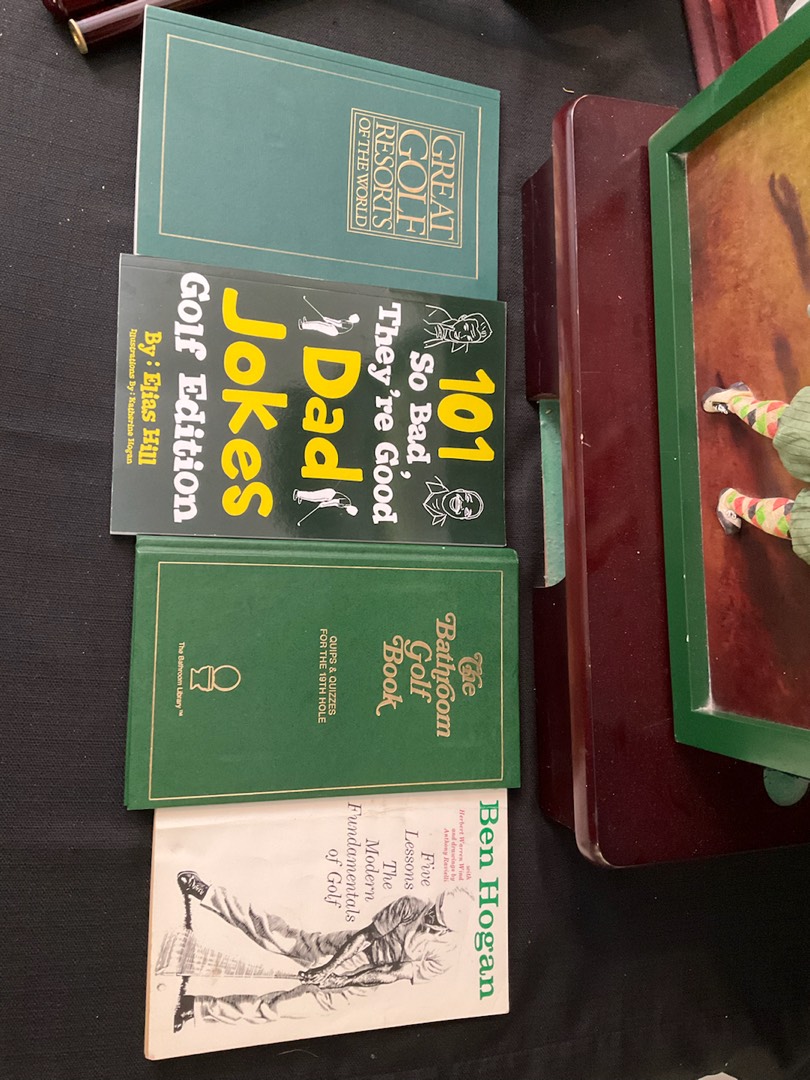 GREAT
GOLF
RESORTS
OF THE WORLD
101
So Bad,
They're Good
Dad
Jokes
Golf Edition
By: Elias Hill
Illustrations By: Katherine Hogan
The
Bathroom
Golf
Book
QUIPS & QUIZZES
FOR THE 19TH HOLE
The Bathroom Library™
Ben Hogan
with
Herbert Warren Wind
and drawings by
Anthony Ravielli
Five
Lessons
The
Modern
Fundamentals
of Golf